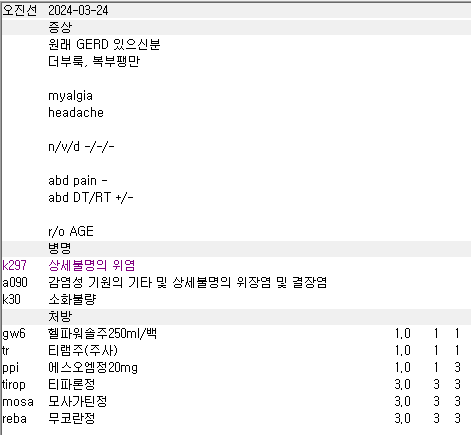 오진선 2024-03-24
증상
원래 GERD 있으신분
더부룩, 복부팽만
myalgia
headache
n/v/d -/-/-
abd pain -
abd DT/RT +/-
r/o AGE
병명
k297 상세불명의 위염
a090 감염성 기원의 기타 및 상세불명의 위장염 및 결장염
k30 소화불량
처방
gw6 헬파워솔주250ml/백 1.0 1 1
tr 티램주(주사) 1.0 1 1
ppi 에스오엠정20mg 1.0 1 3
tirop 티파론정 3.0 3 3
mosa 모사가틴정 3.0 3 3
reba 무코란정 3.0 3 3